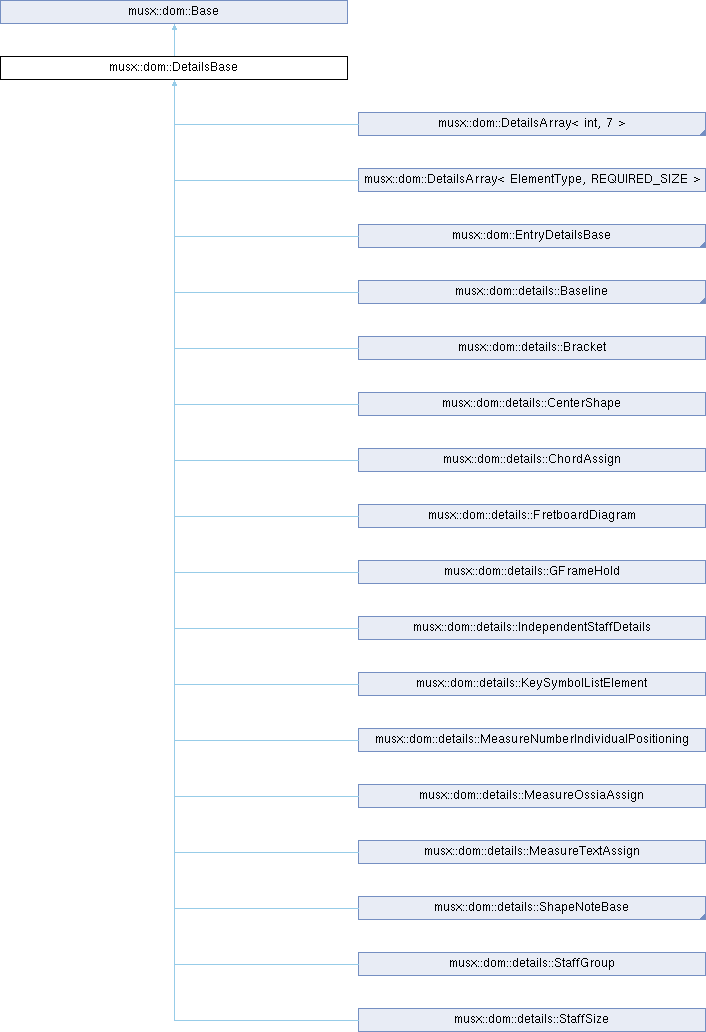 musx::dom::Base
musx::dom::DetailsBase
musx::dom::DetailsArray< int, 7 >
musx::dom::DetailsArray< ElementType, REQUIRED_SIZE >
musx::dom::EntryDetailsBase
musx::dom::details::Baseline
musx::dom::details::Bracket
musx::dom::details::CenterShape
musx::dom::details::ChordAssign
musx::dom::details::FretboardDiagram
musx::dom::details::GFrameHold
musx::dom::details::IndependentStaffDetails
musx::dom::details::KeySymbolListElement
musx::dom::details::MeasureNumberIndividualPositioning
musx::dom::details::MeasureOssiaAssign
musx::dom::details::MeasureTextAssign
musx::dom::details::ShapeNoteBase
musx::dom::details::StaffGroup
musx::dom::details::StaffSize